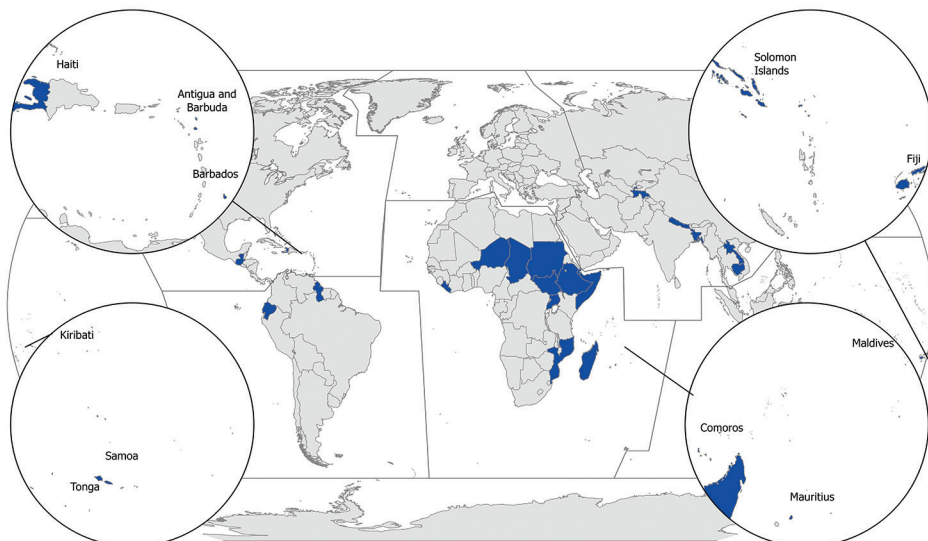 Haiti
Antigua and
Barbuda
Barbados
Solomon
Islands
Fiji
Kiribati
Samoa
Tonga
Maldives
Comoros
Mauritius